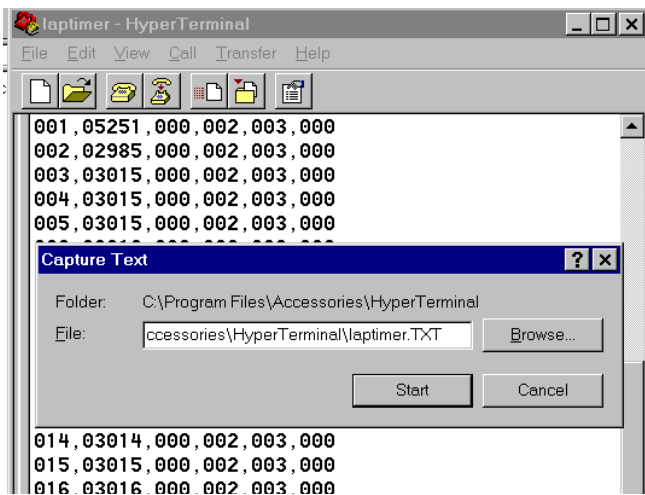 laptimer - HyperTerminal
File Edit View Call Transfer Help
001,05251,000,002,003,000
002,02985,000,002,003,000
003,03015,000,002,003,000
004,03015,000,002,003,000
005,03015,000,002,003,000
Capture Text
Folder: C:\Program Files\Accessories\HyperTerminal
File: ccessories\HyperTerminal\laptimer.TXT Browse...
Start Cancel
014,03014,000,002,003,000
015,03015,000,002,003,000
016,03016,000,002,003,000